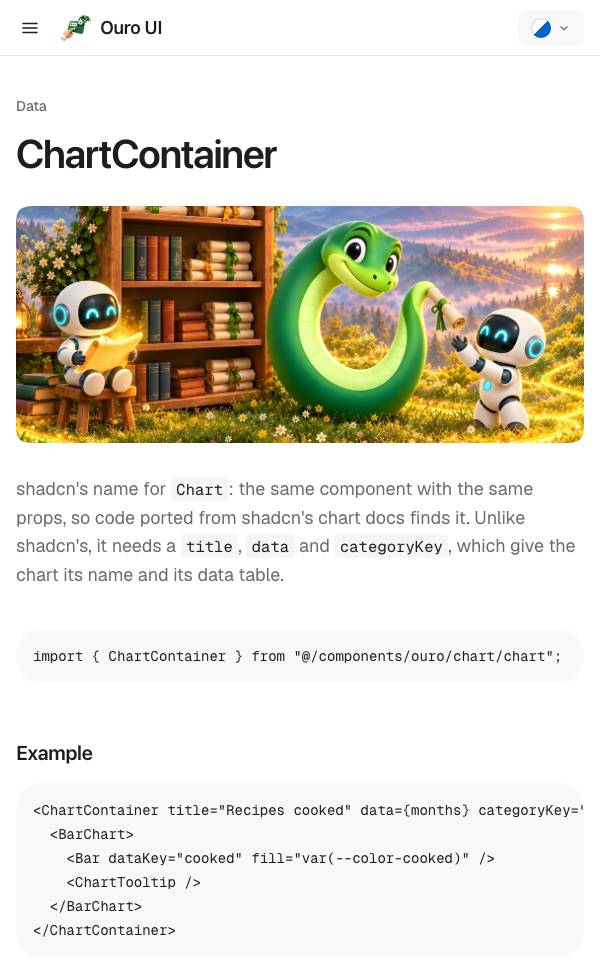 Ouro UI
Data
ChartContainer
shadcn's name for Chart: the same component with the same
props, so code ported from shadcn's chart docs finds it. Unlike
shadcn's, it needs a title, data and categoryKey, which give the
chart its name and its data table.
import { ChartContainer } from "@/components/ouro/chart/chart";
Example
<ChartContainer title="Recipes cooked" data={months} categoryKey="
  <BarChart>
    <Bar dataKey="cooked" fill="var(--color-cooked)" />
    <ChartTooltip />
  </BarChart>
</ChartContainer>